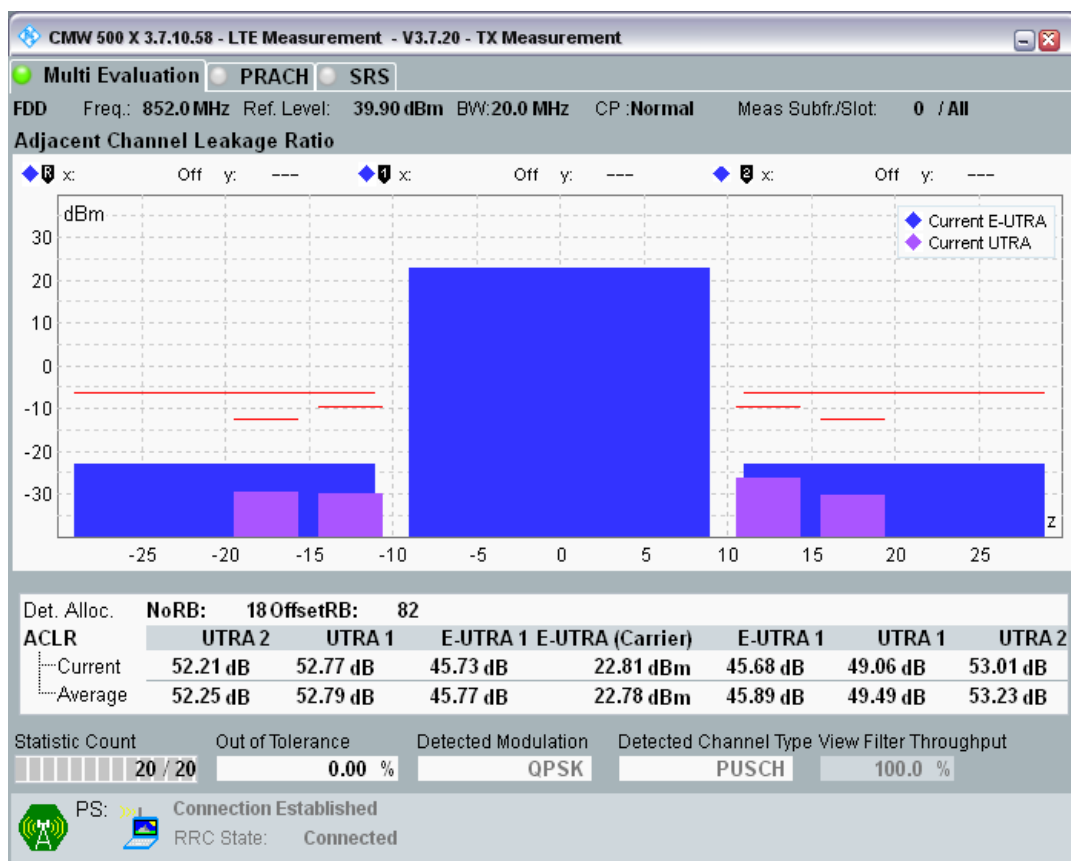 CMW 500 X 3.7.10.58 - LTE Measurement - V3.7.20 - TX Measurement
Multi Evaluation PRACH SRS
FDD Freq.: 852.0 MHz Ref. Level: 39.90 dBm BW:20.0 MHz CP :Normal Meas Subfr./Slot: 0 / All
Adjacent Channel Leakage Ratio
R x: Off y: --- 1 x: Off y: --- 2 x: Off y: ---
dBm
Current E-UTRA
Current UTRA
30
20
10
0
-10
-20
-30
z
-25 -20 -15 -10 -5 0 5 10 15 20 25
Det. Alloc. NoRB: 18 OffsetRB: 82
ACLR UTRA 2 UTRA 1 E-UTRA 1 E-UTRA (Carrier) E-UTRA 1 UTRA 1 UTRA 2
Current 52.21 dB 52.77 dB 45.73 dB 22.81 dBm 45.68 dB 49.06 dB 53.01 dB
Average 52.25 dB 52.79 dB 45.77 dB 22.78 dBm 45.89 dB 49.49 dB 53.23 dB
Statistic Count Out of Tolerance Detected Modulation Detected Channel Type View Filter Throughput
20 / 20 0.00 % QPSK PUSCH 100.0 %
PS: Connection Established
RRC State: Connected